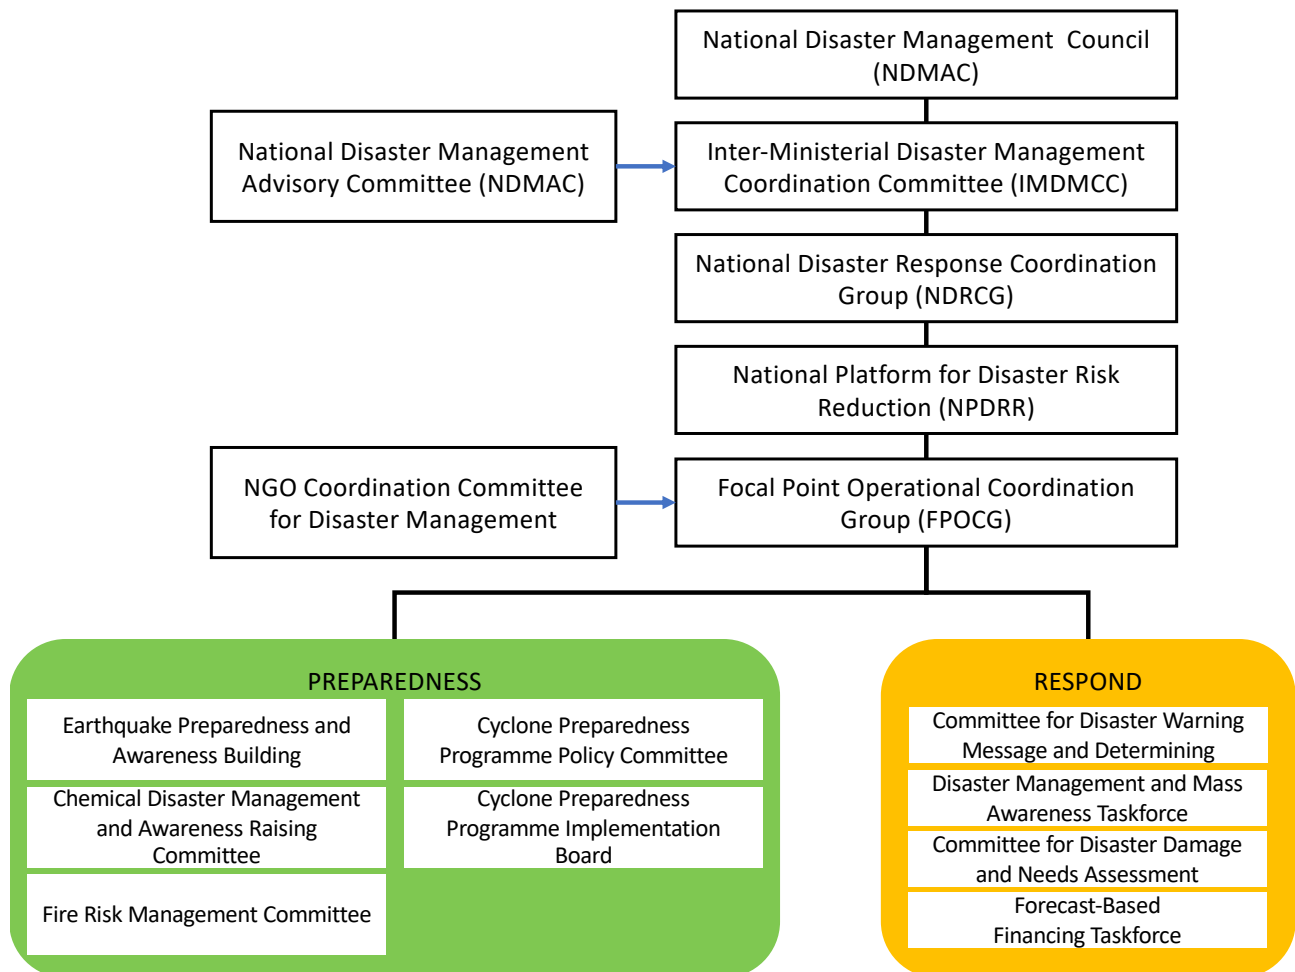 National Disaster Management Council
(NDMAC)
National Disaster Management
Advisory Committee (NDMAC)
Inter-Ministerial Disaster Management
Coordination Committee (IMDMCC)
National Disaster Response Coordination
Group (NDRCG)
National Platform for Disaster Risk
Reduction (NPDRR)
NGO Coordination Committee
for Disaster Management
Focal Point Operational Coordination
Group (FPOCG)
PREPAREDNESS
Earthquake Preparedness and
Awareness Building
Cyclone Preparedness
Programme Policy Committee
Chemical Disaster Management
and Awareness Raising
Committee
Cyclone Preparedness
Programme Implementation
Board
Fire Risk Management Committee
RESPOND
Committee for Disaster Warning
Message and Determining
Disaster Management and Mass
Awareness Taskforce
Committee for Disaster Damage
and Needs Assessment
Forecast-Based
Financing Taskforce